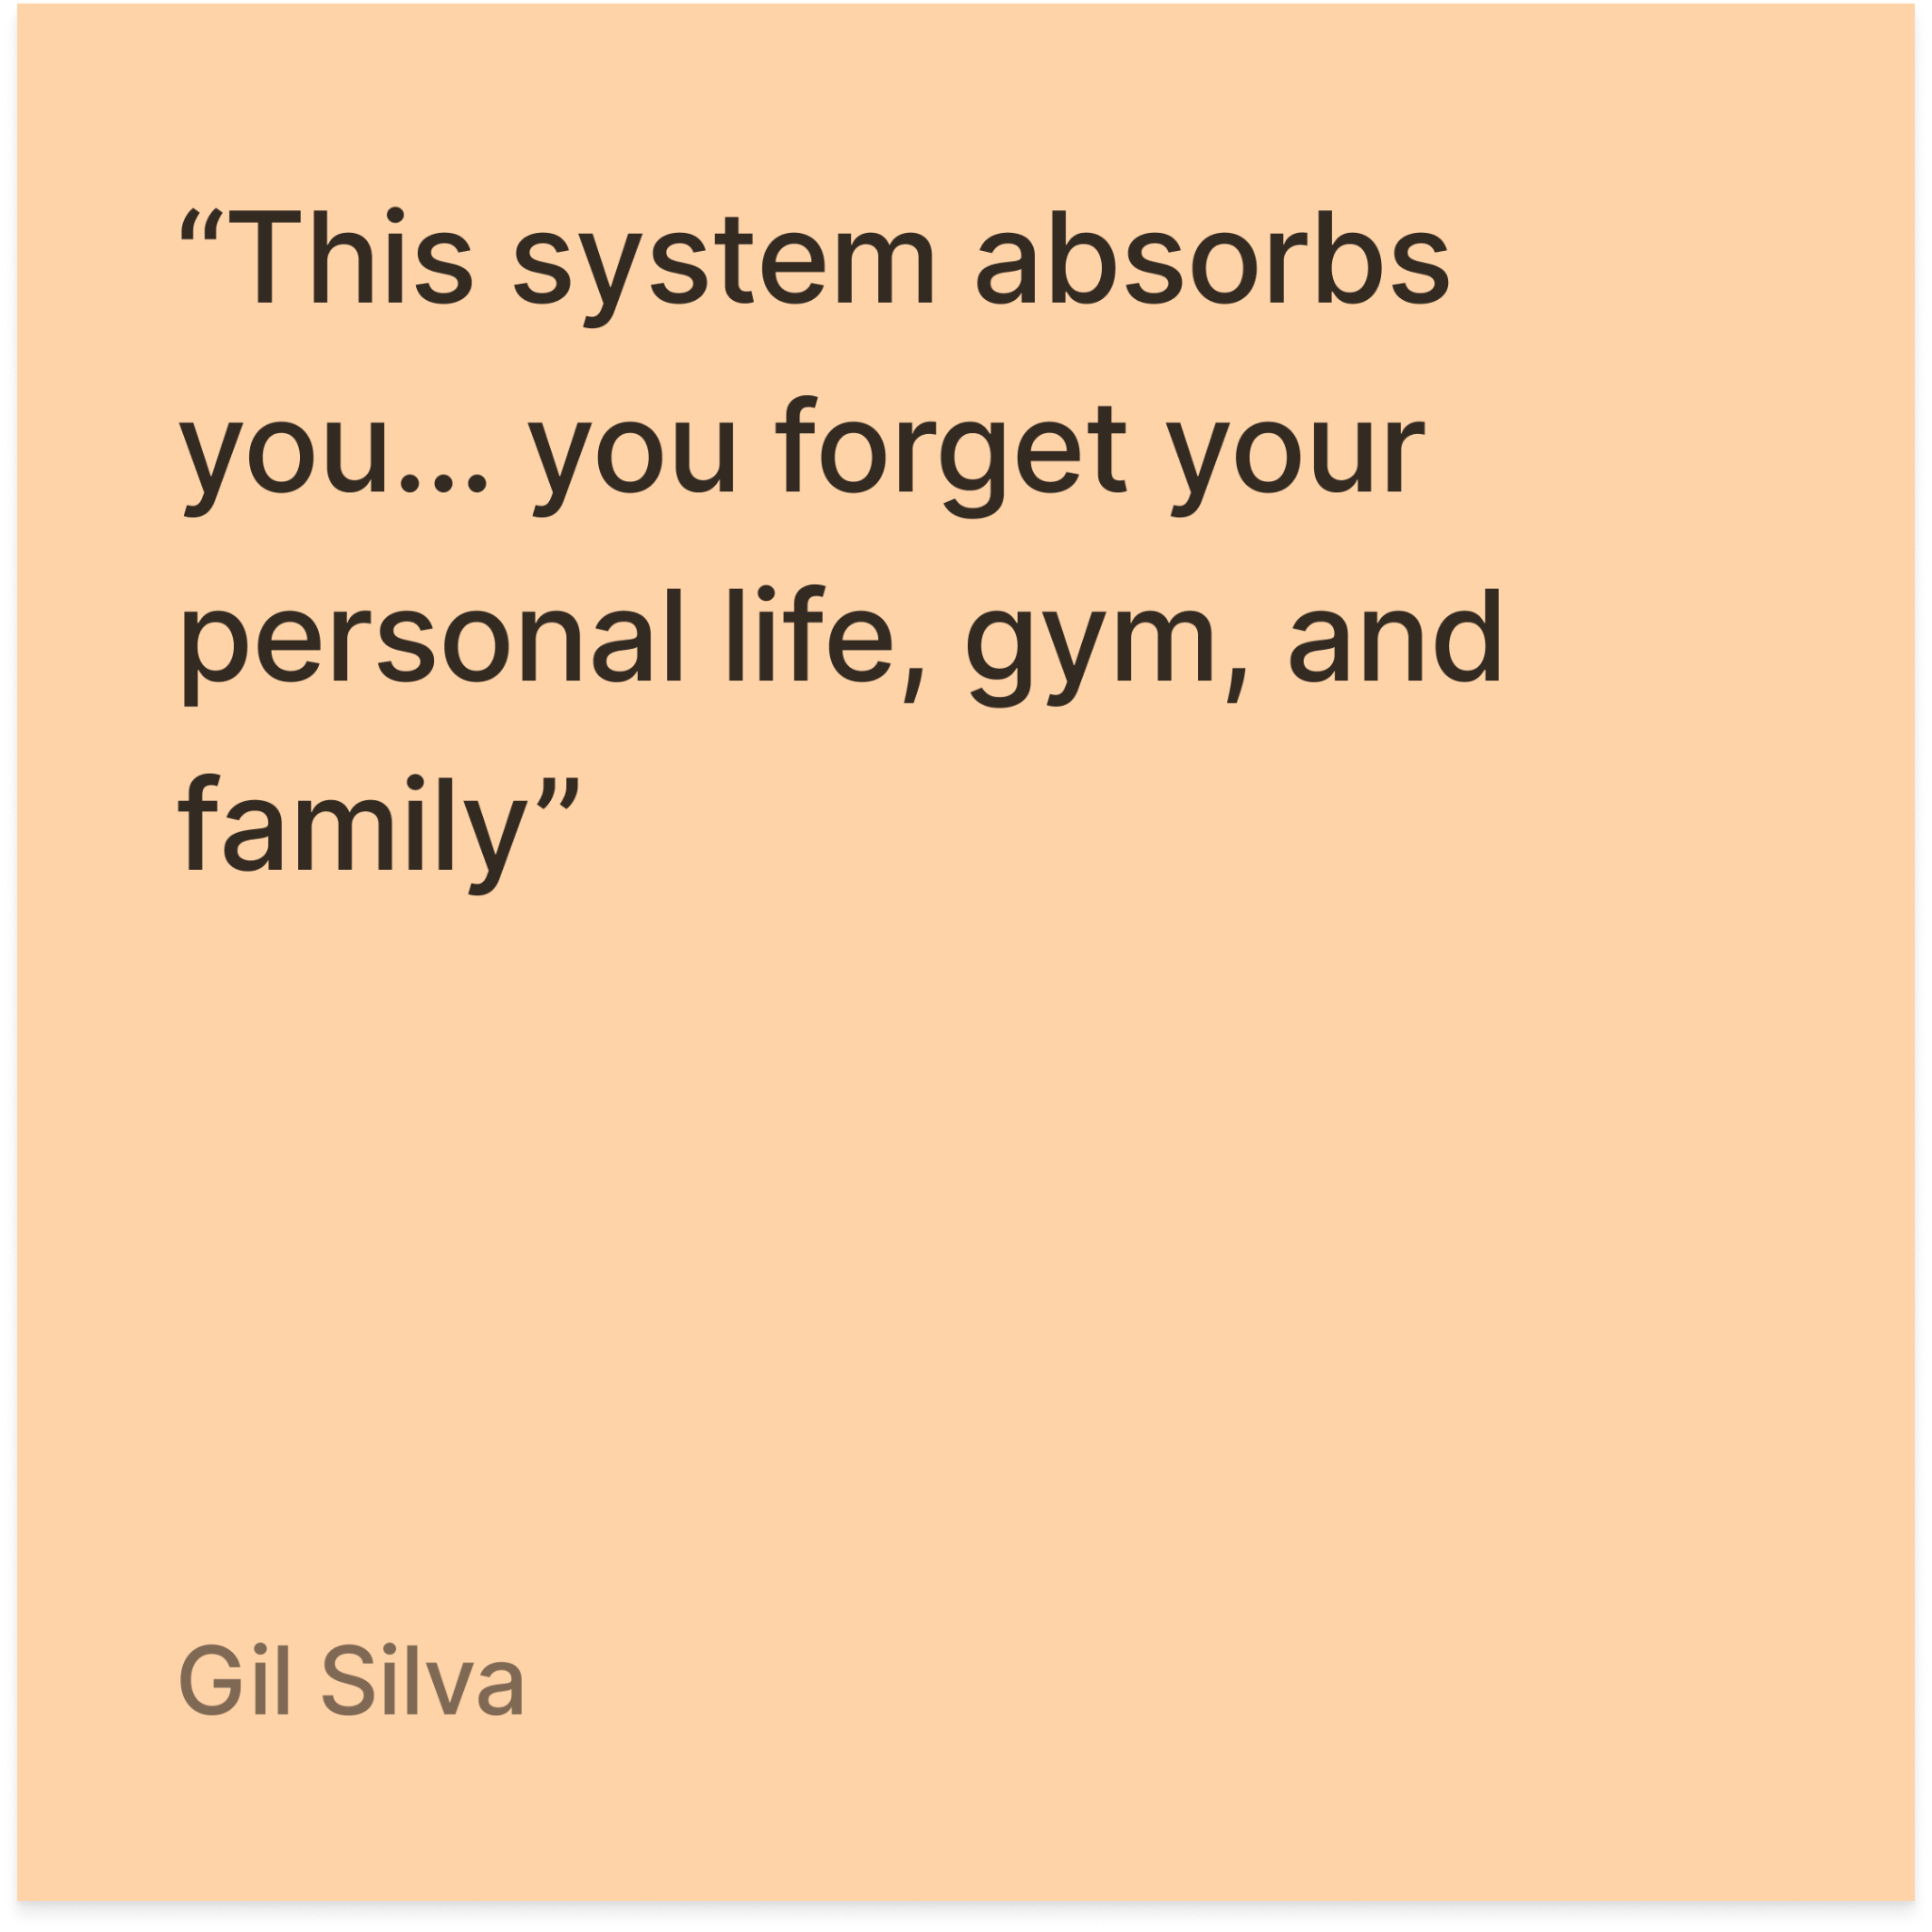 “This system absorbs
you... you forget your
personal life, gym, and
family”
Gil Silva